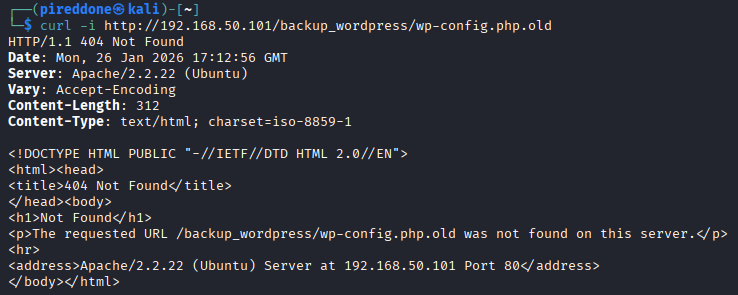 ┌──(pireddone㉿kali)-[~]
└─$ curl -i http://192.168.50.101/backup_wordpress/wp-config.php.old
HTTP/1.1 404 Not Found
Date: Mon, 26 Jan 2026 17:12:56 GMT
Server: Apache/2.2.22 (Ubuntu)
Vary: Accept-Encoding
Content-Length: 312
Content-Type: text/html; charset=iso-8859-1

<!DOCTYPE HTML PUBLIC "-//IETF//DTD HTML 2.0//EN">
<html><head>
<title>404 Not Found</title>
</head><body>
<h1>Not Found</h1>
<p>The requested URL /backup_wordpress/wp-config.php.old was not found on this server.</p>
<hr>
<address>Apache/2.2.22 (Ubuntu) Server at 192.168.50.101 Port 80</address>
</body></html>